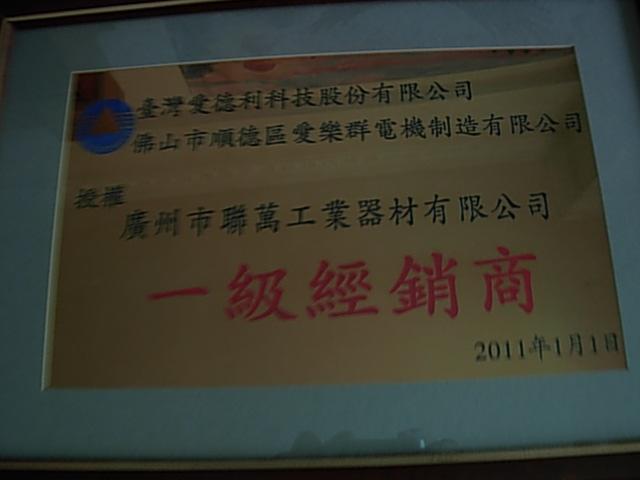 臺灣愛德利科技股份有限公司
佛山市順德區愛樂群電機制造有限公司
授權
廣州市聯萬工業器材有限公司
一級經銷商
2011年1月1日